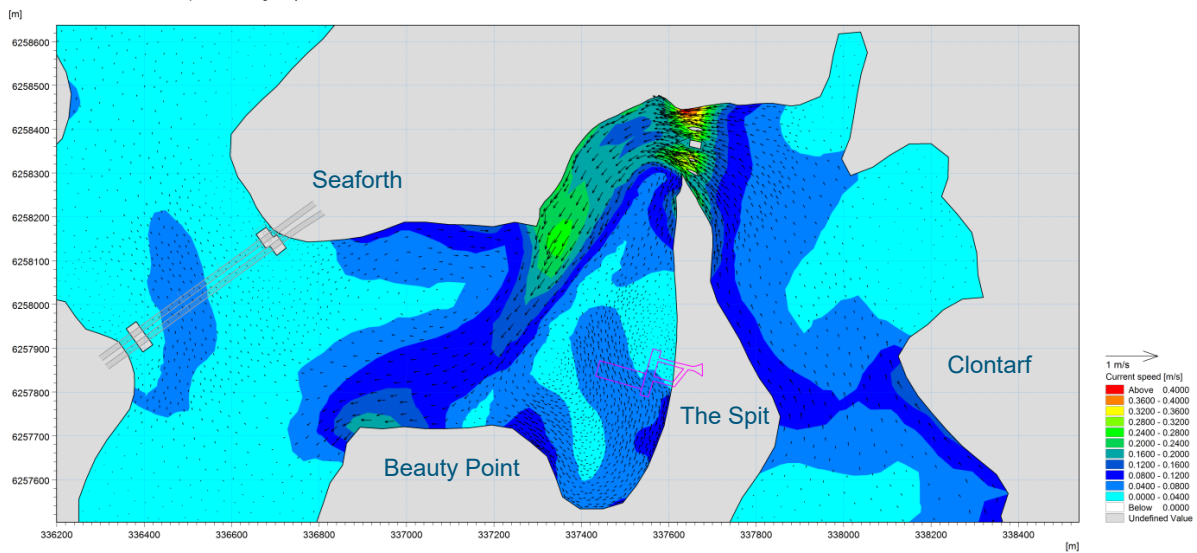 [m]
6258600
6258500
6258400
6258300
6258200
6258100
6258000
6257900
6257800
6257700
6257600
Seaforth
Clontarf
The Spit
Beauty Point
336200 336400 336600 336800 337000 337200 337400 337600 337800 338000 338200 338400
[m]
1 m/s
Current speed [m/s]
Above 0.4000
0.3600 - 0.4000
0.3200 - 0.3600
0.2800 - 0.3200
0.2400 - 0.2800
0.2000 - 0.2400
0.1600 - 0.2000
0.1200 - 0.1600
0.0800 - 0.1200
0.0400 - 0.0800
0.0000 - 0.0400
Below 0.0000
Undefined Value